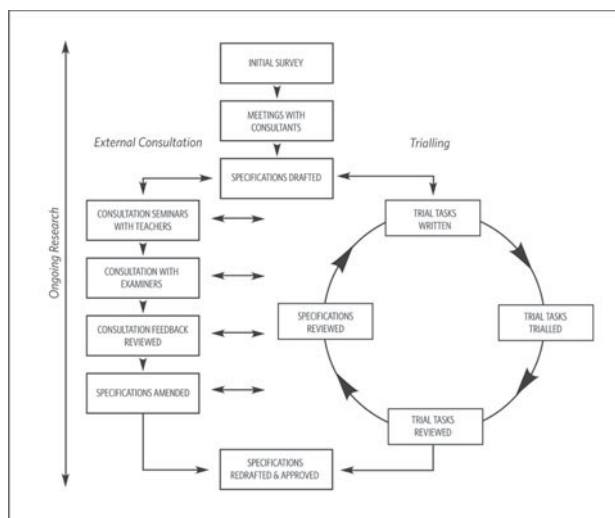 INITIAL SURVEY
MEETINGS WITH
CONSULTANTS
External Consultation
Trialling
SPECIFICATIONS DRAFTED
Ongoing Research
CONSULTATION SEMINARS
WITH TEACHERS
CONSULTATION WITH
EXAMINERS
CONSULTATION FEEDBACK
REVIEWED
SPECIFICATIONS AMENDED
TRIAL TASKS
WRITTEN
TRIAL TASKS
TRIALLED
TRIAL TASKS
REVIEWED
SPECIFICATIONS
REVIEWED
SPECIFICATIONS
REDRAFTED & APPROVED